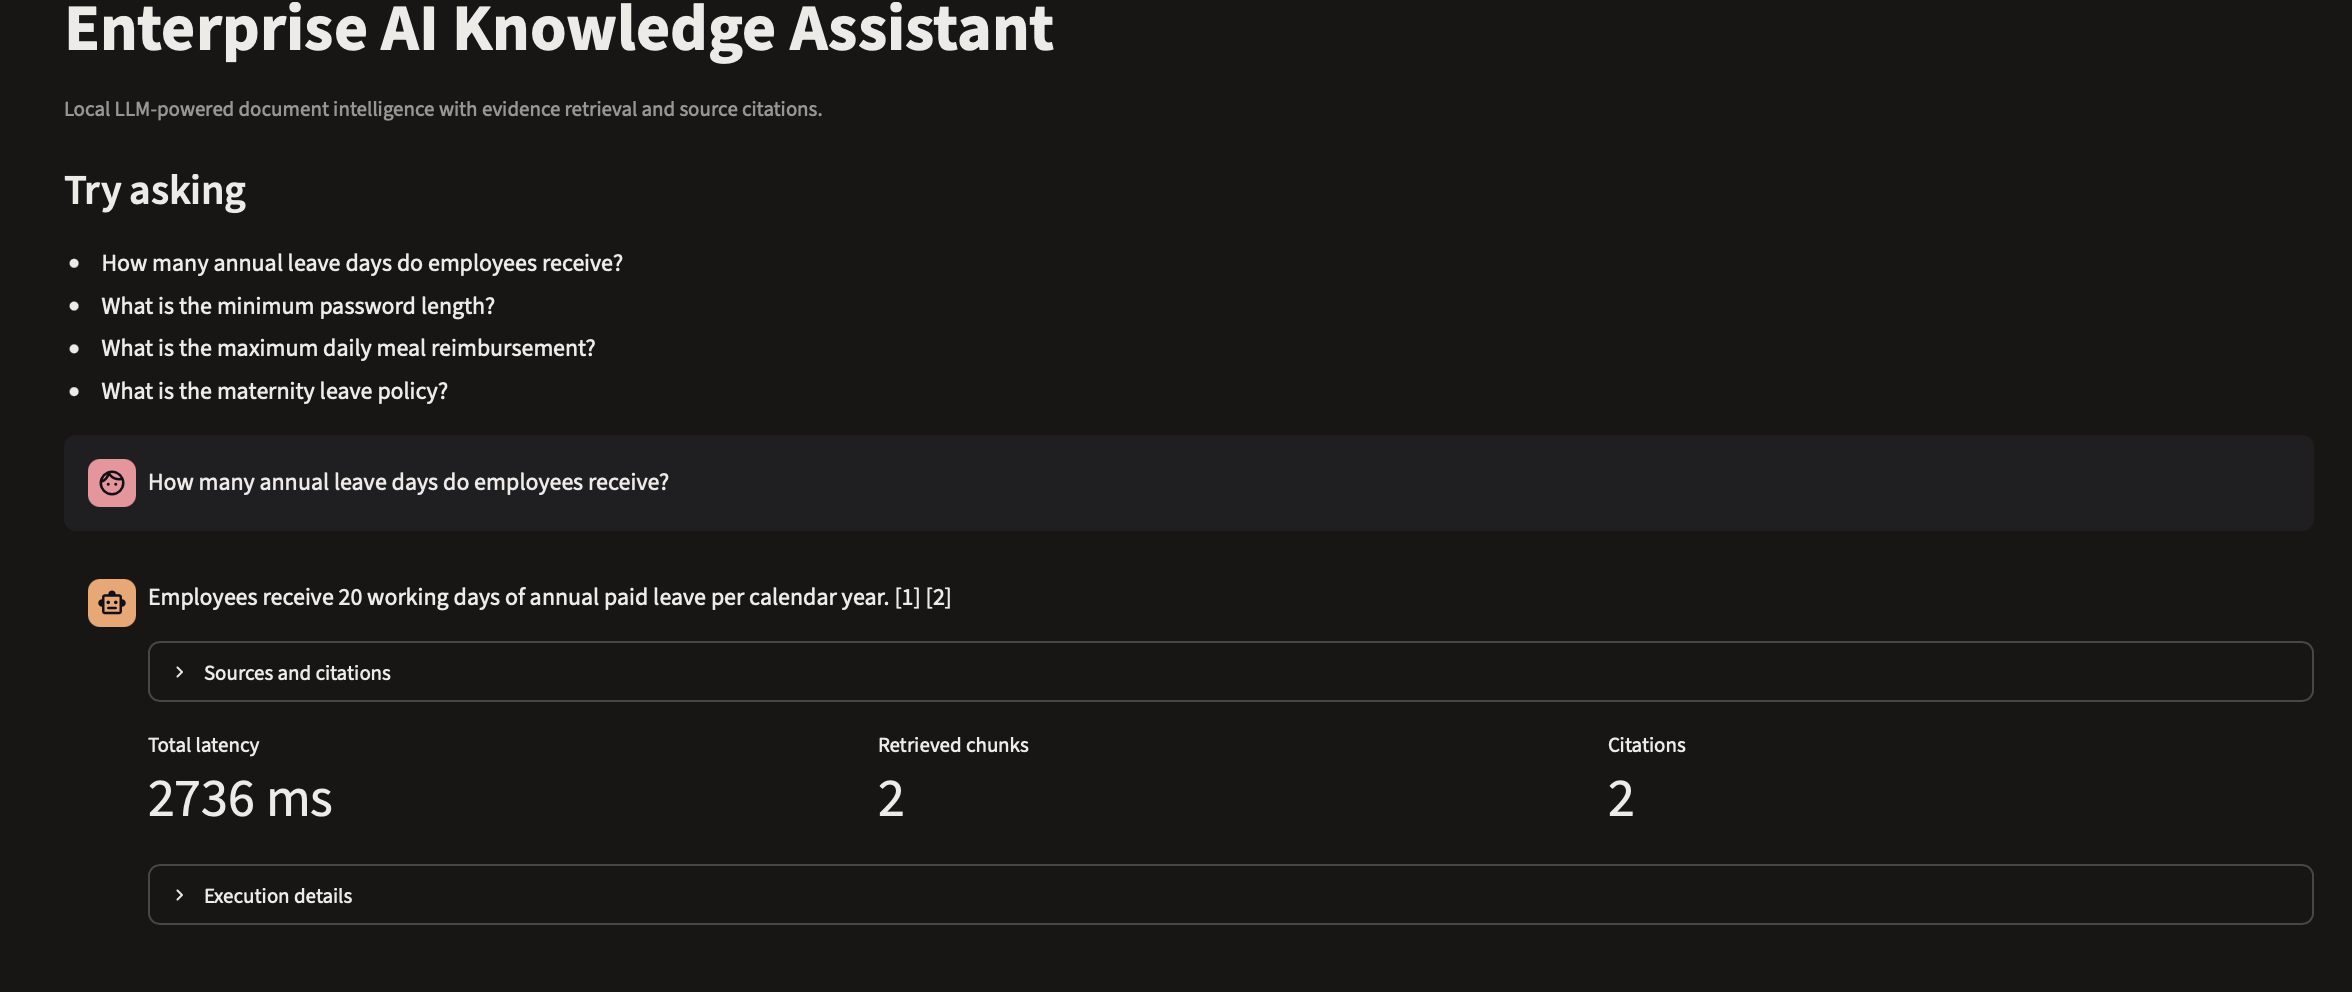 Enterprise AI Knowledge Assistant
Local LLM-powered document intelligence with evidence retrieval and source citations.
Try asking
How many annual leave days do employees receive?
What is the minimum password length?
What is the maximum daily meal reimbursement?
What is the maternity leave policy?
How many annual leave days do employees receive?
Employees receive 20 working days of annual paid leave per calendar year. [1] [2]
Sources and citations
Total latency
Retrieved chunks
Citations
2736 ms
2
2
Execution details